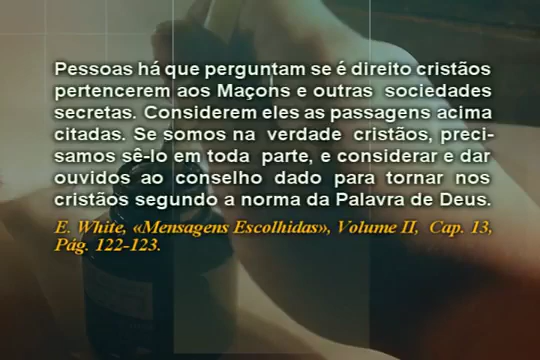 Pessoas há que perguntam se é direito cristãos
pertencerem aos Maçons e outras sociedades
secretas. Considerem eles as passagens acima
citadas. Se somos na verdade cristãos, preci-
samos sê-lo em toda parte, e considerar e dar
ouvidos ao conselho dado para tornar nos
cristãos segundo a norma da Palavra de Deus.
E. White, «Mensagens Escolhidas», Volume II, Cap. 13,
Pág. 122-123.